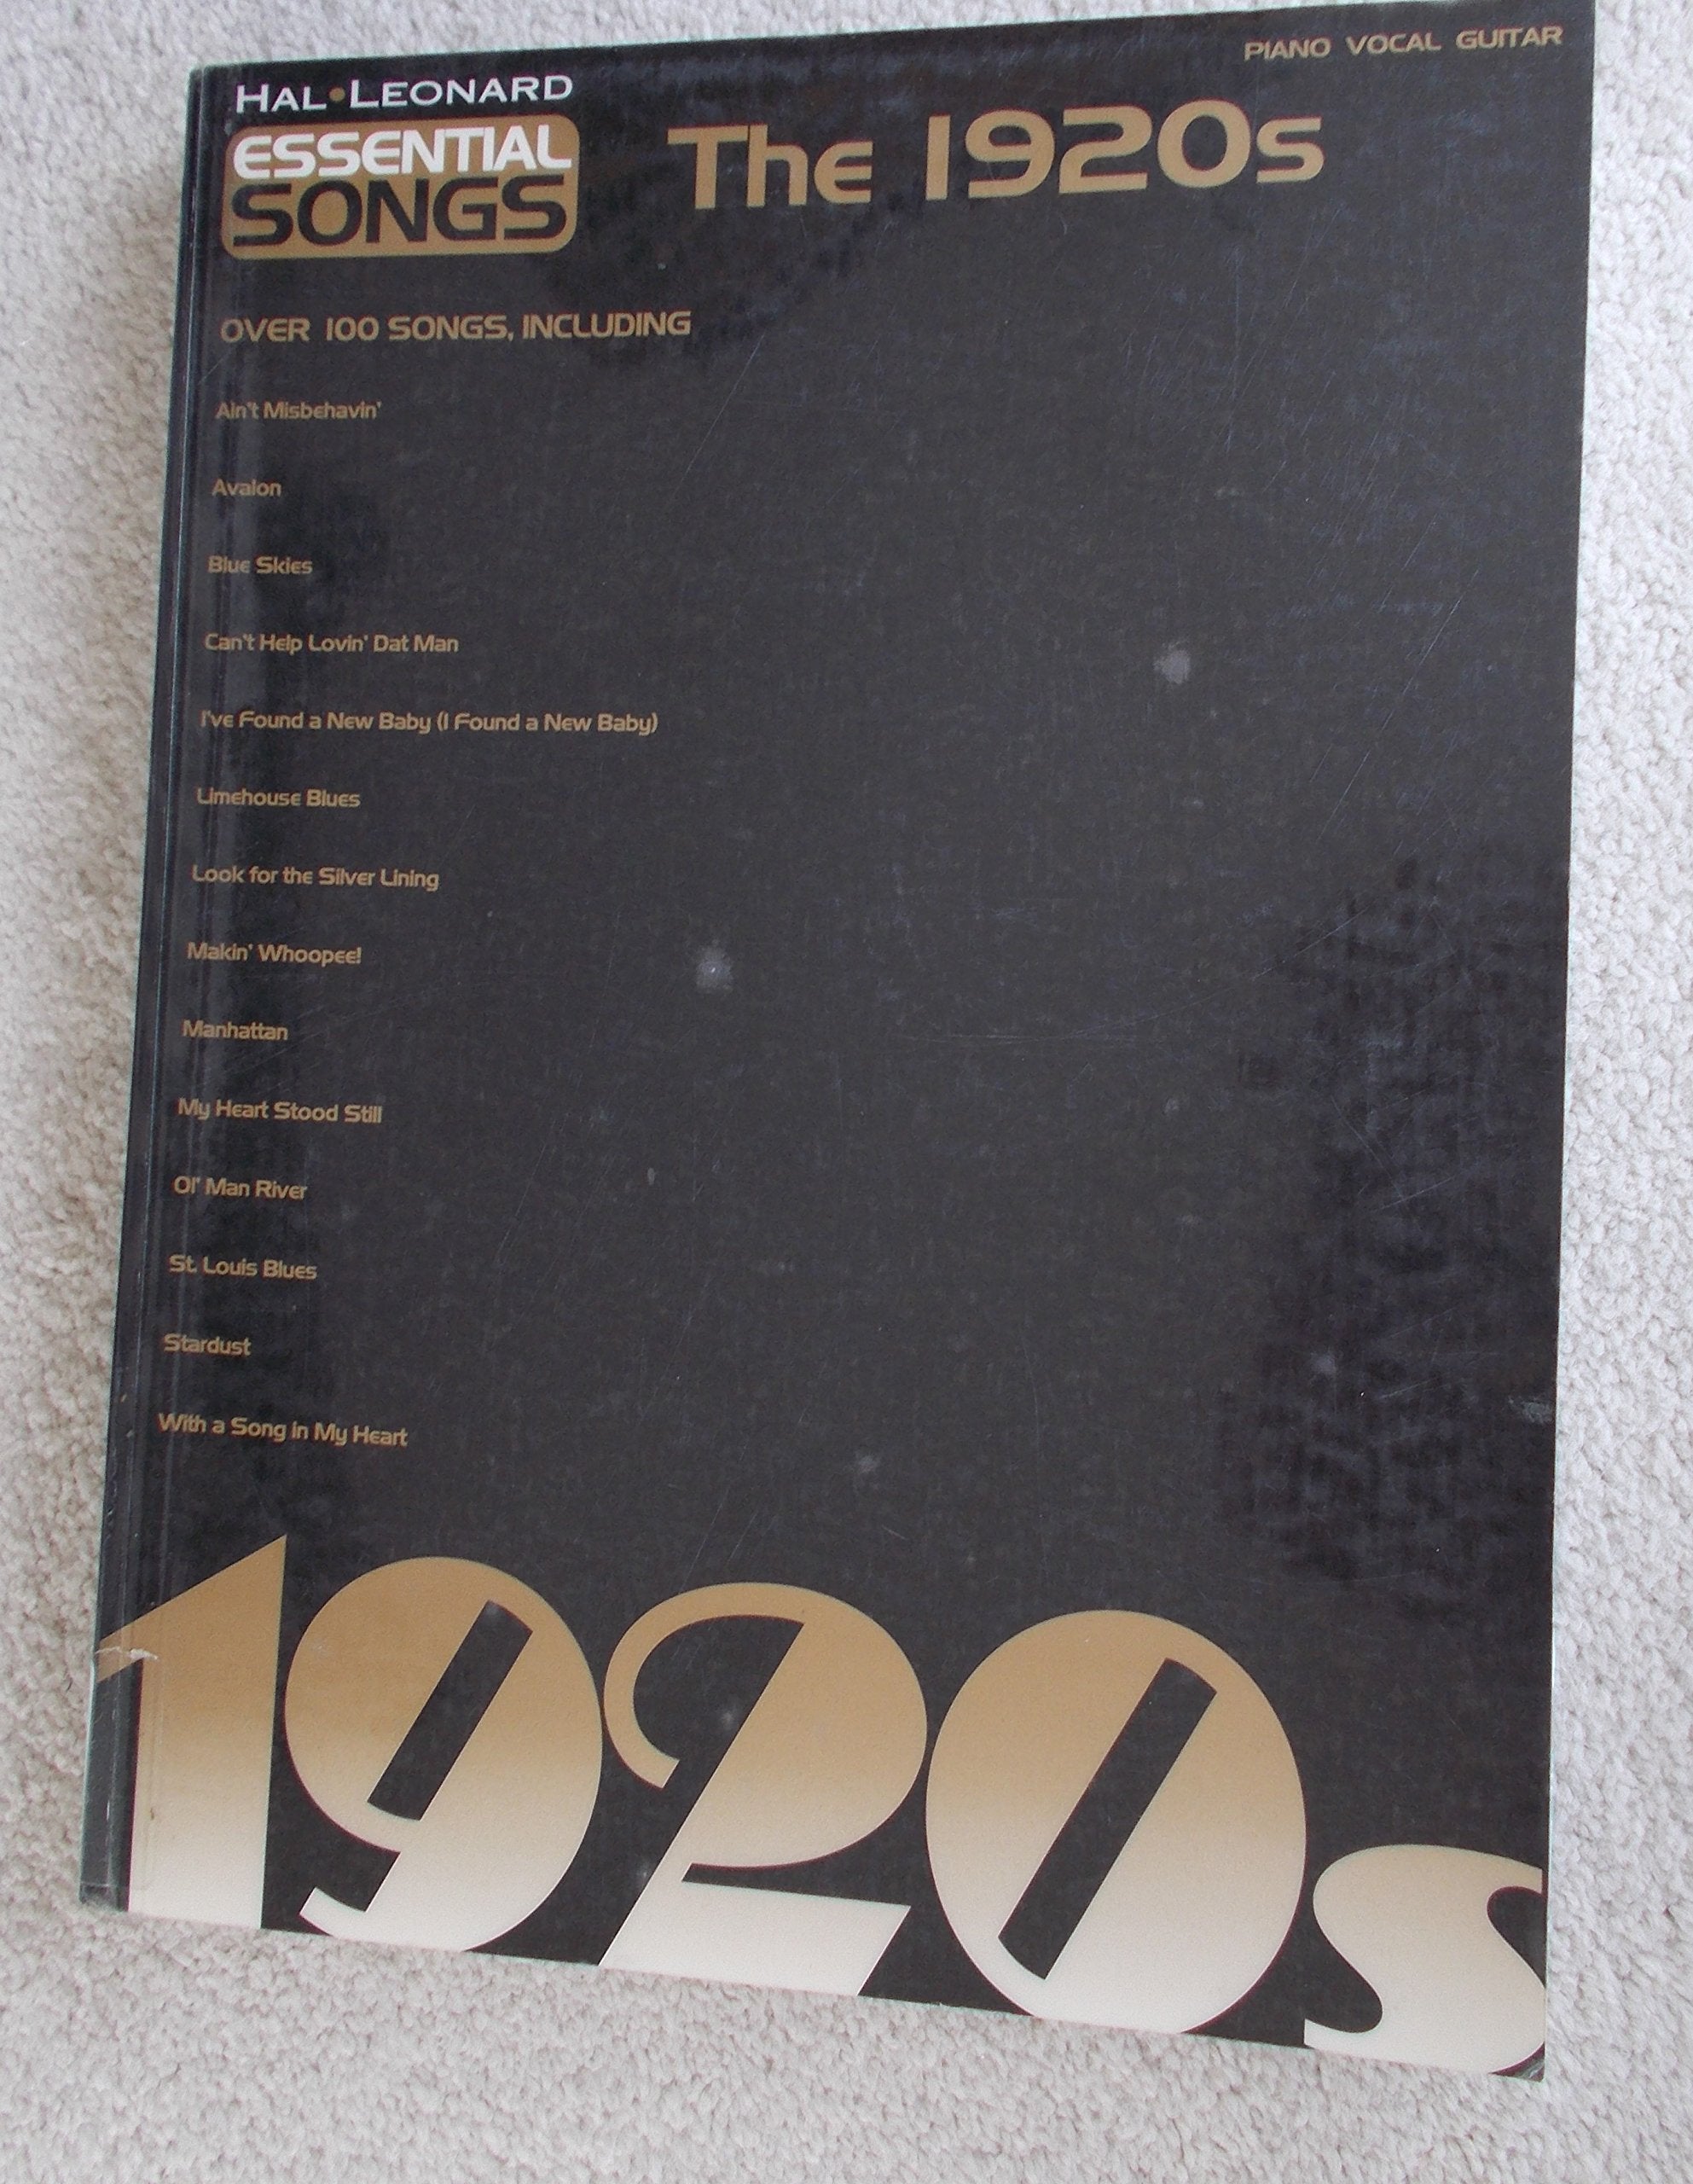 PIANO VOCAL GUITAR
HAL•LEONARD
ESSENTIAL
SONGS
The 1920s
OVER 100 SONGS, INCLUDING
Ain't Misbehavin'
Avalon
Blue Skies
Can't Help Lovin' Dat Man
I've Found a New Baby (I Found a New Baby)
Limehouse Blues
Look for the Silver Lining
Makin' Whoopee!
Manhattan
My Heart Stood Still
Ol' Man River
St. Louis Blues
Stardust
With a Song in My Heart
1920s